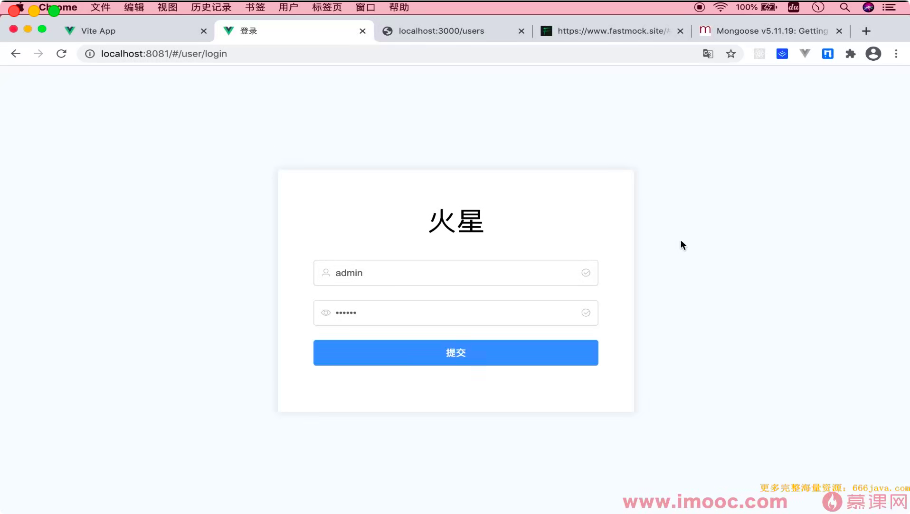 Chrome 文件 编辑 视图 历史记录 书签 用户 标签页 窗口 帮助 100%
Vite App 登录 localhost:3000/users https://www.fastmock.site/ Mongoose v5.11.19: Getting
localhost:8081/#/user/login
火星
admin
••••••
提交
更多完整海量资源: 666java.com
www.imooc.com 慕课网